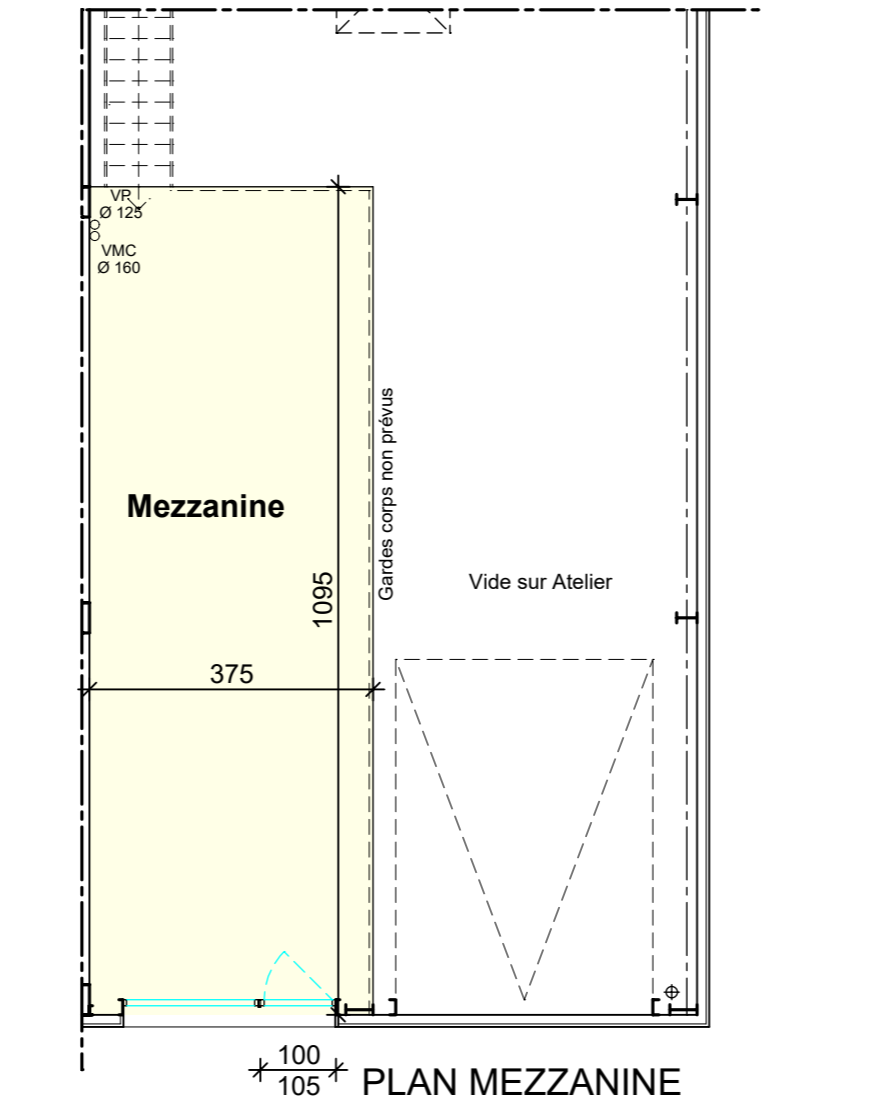 VP
Ø 125
VMC
Ø 160
Gardes corps non prévus
Mezzanine
1095
Vide sur Atelier
375
100
105
PLAN MEZZANINE